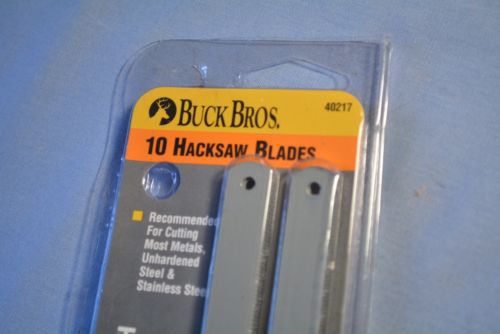 BUCK BROS.
40217
10 HACKSAW BLADES
Recommended
For Cutting
Most Metals,
Unhardened
Steel &
Stainless Steel